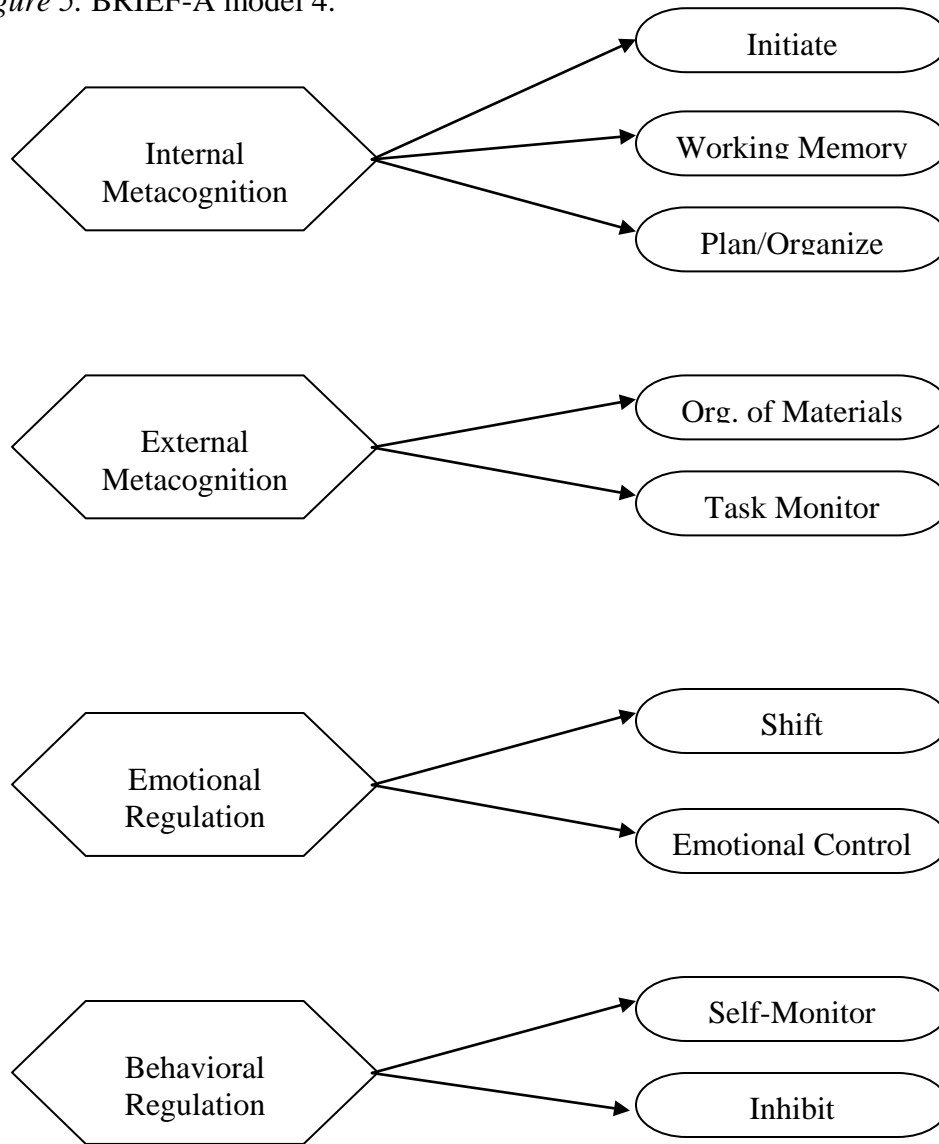 gure 5. BRIEF-A model 4.
Initiate
Internal
Metacognition
Working Memory
Plan/Organize
External
Metacognition
Org. of Materials
Task Monitor
Emotional
Regulation
Shift
Emotional Control
Behavioral
Regulation
Self-Monitor
Inhibit